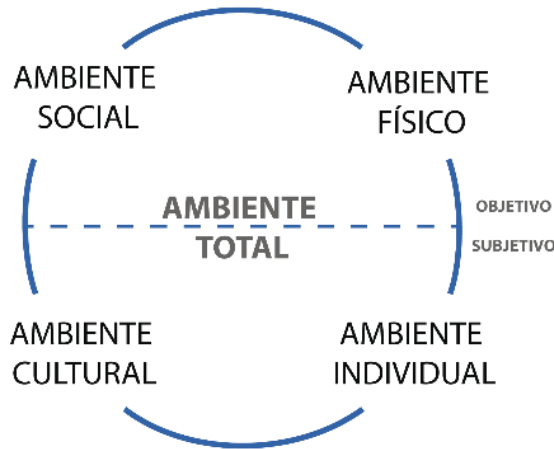 AMBIENTE
SOCIAL
AMBIENTE
FÍSICO
AMBIENTE
TOTAL
OBJETIVO
SUBJETIVO
AMBIENTE
CULTURAL
AMBIENTE
INDIVIDUAL